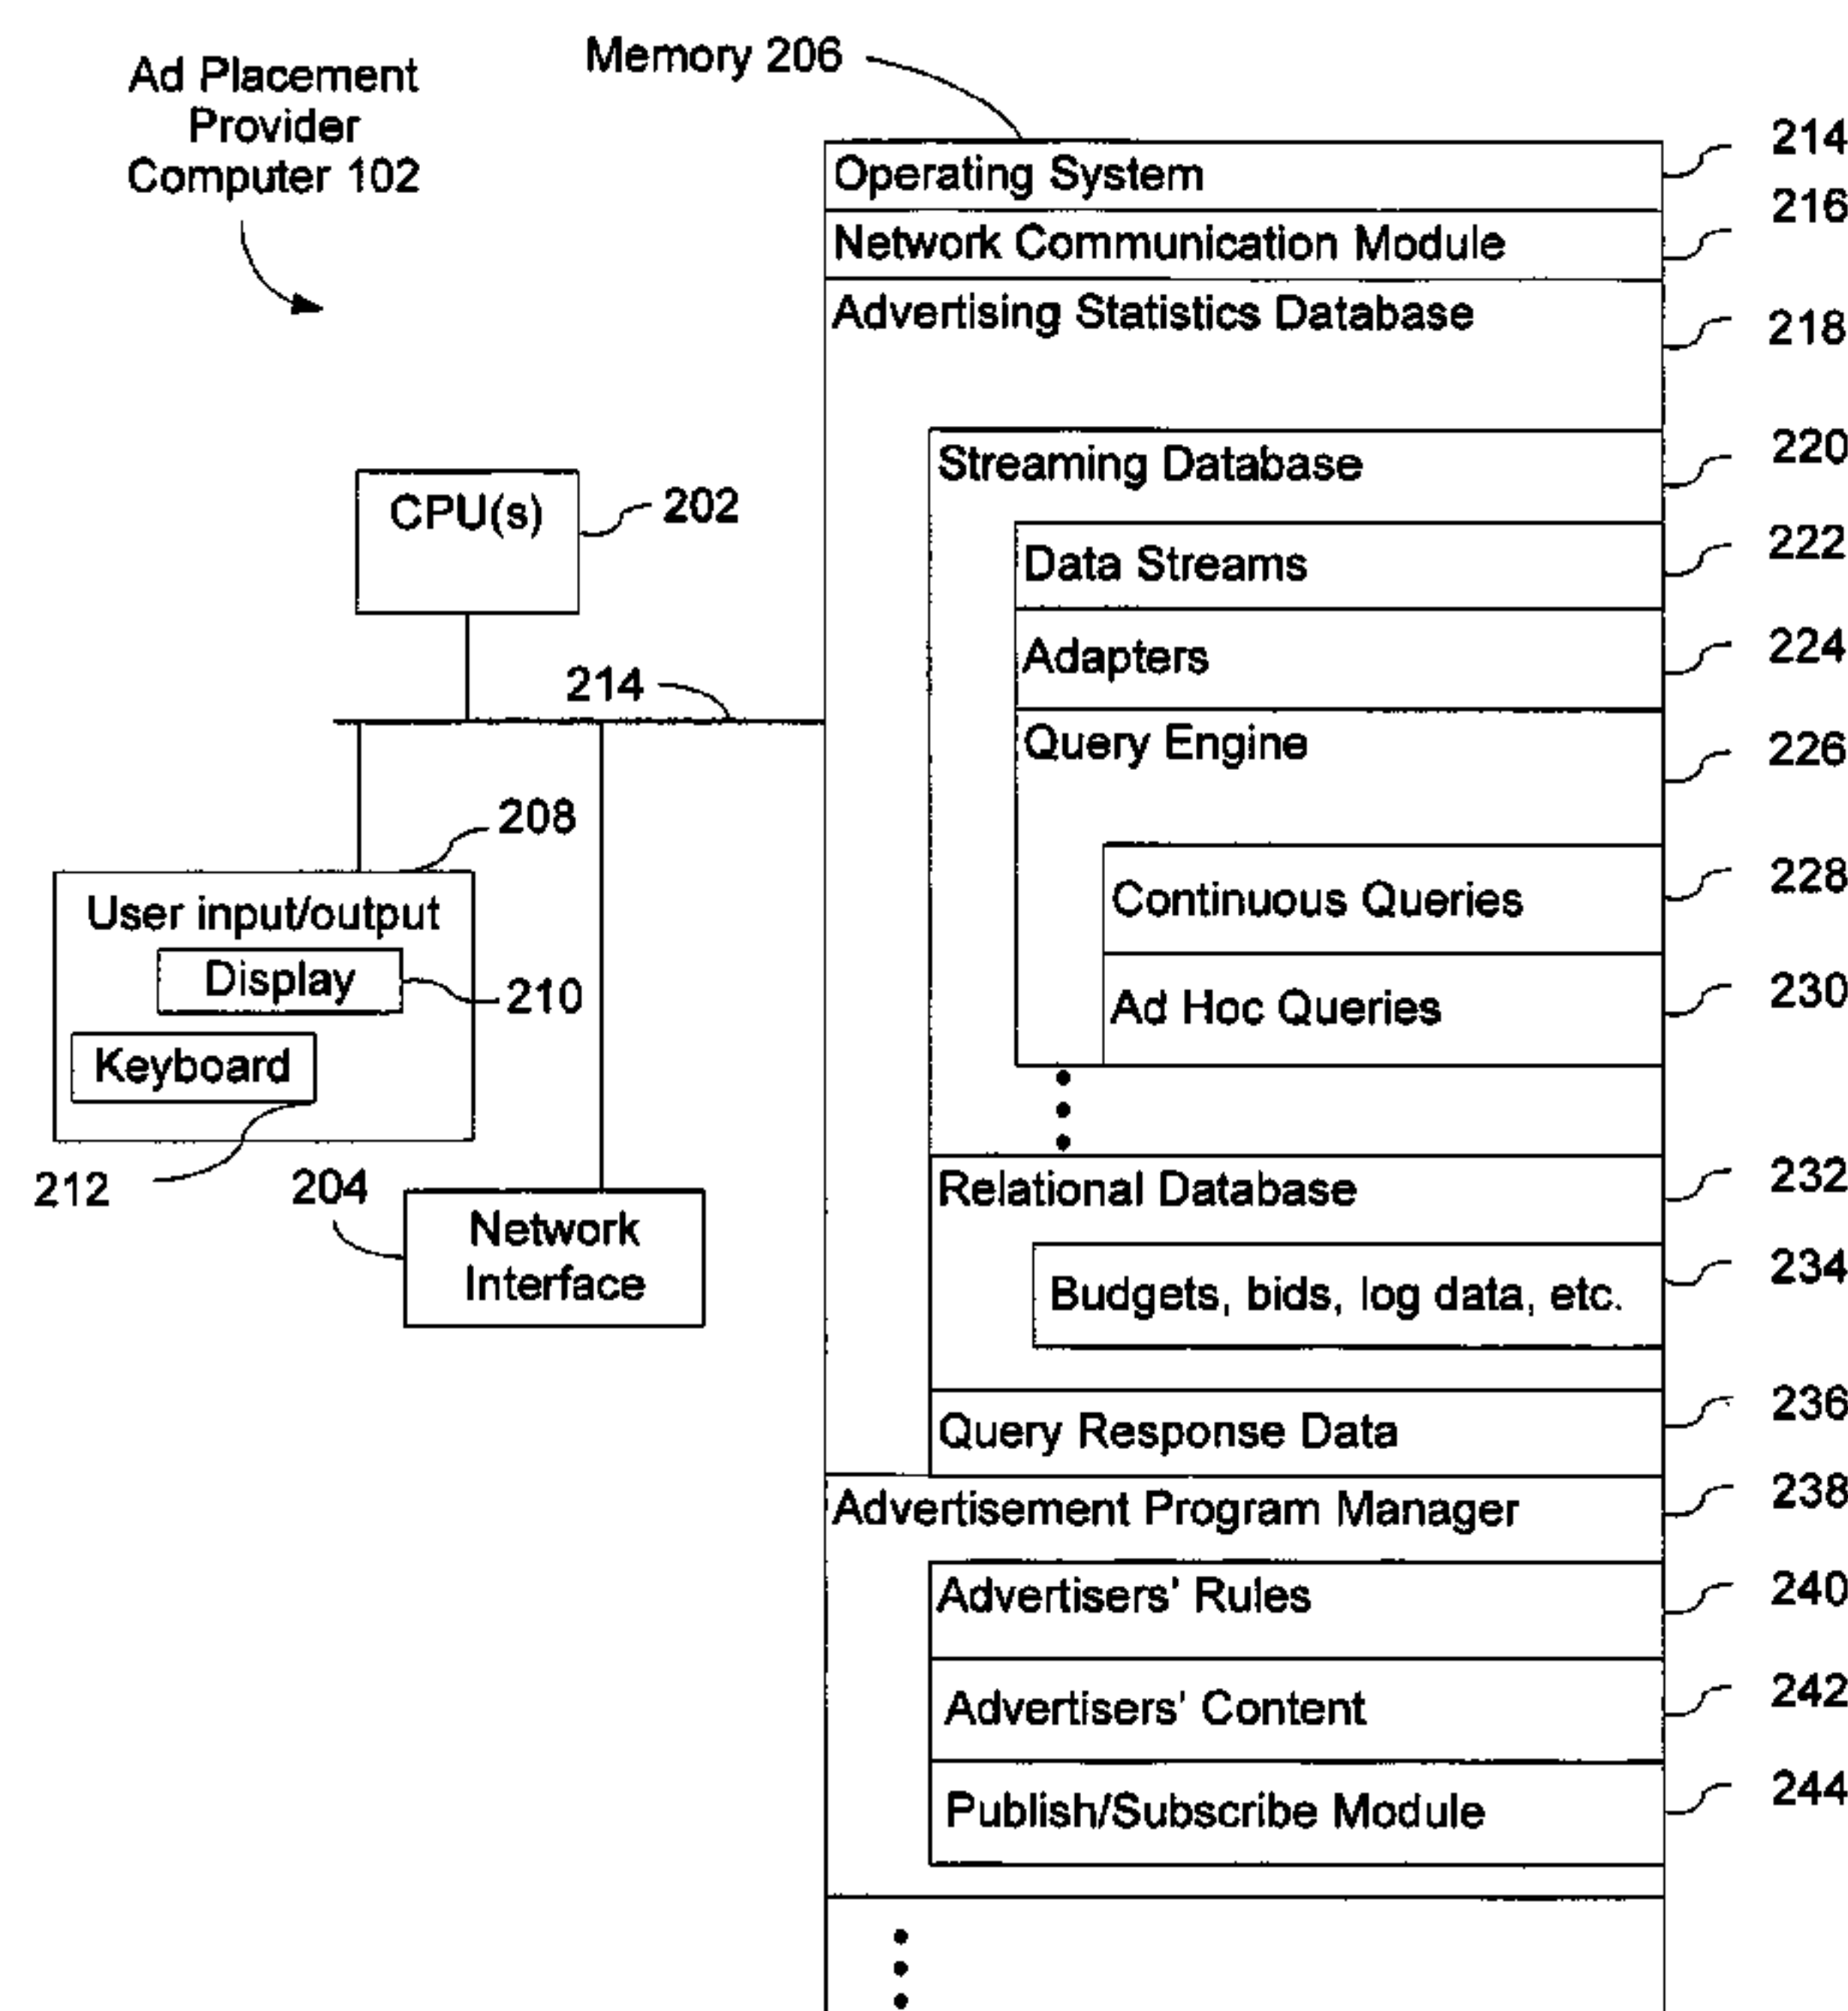 Ad Placement
Provider
Computer 102
Memory 206
Operating System
214
Network Communication Module
216
Advertising Statistics Database
218
Streaming Database
220
Data Streams
222
Adapters
224
Query Engine
226
Continuous Queries
228
Ad Hoc Queries
230
Relational Database
232
Budgets, bids, log data, etc.
234
Query Response Data
236
Advertisement Program Manager
238
Advertisers' Rules
240
Advertisers' Content
242
Publish/Subscribe Module
244
CPU(s)
202
214
208
User input/output
Display
210
Keyboard
212
204
Network
Interface